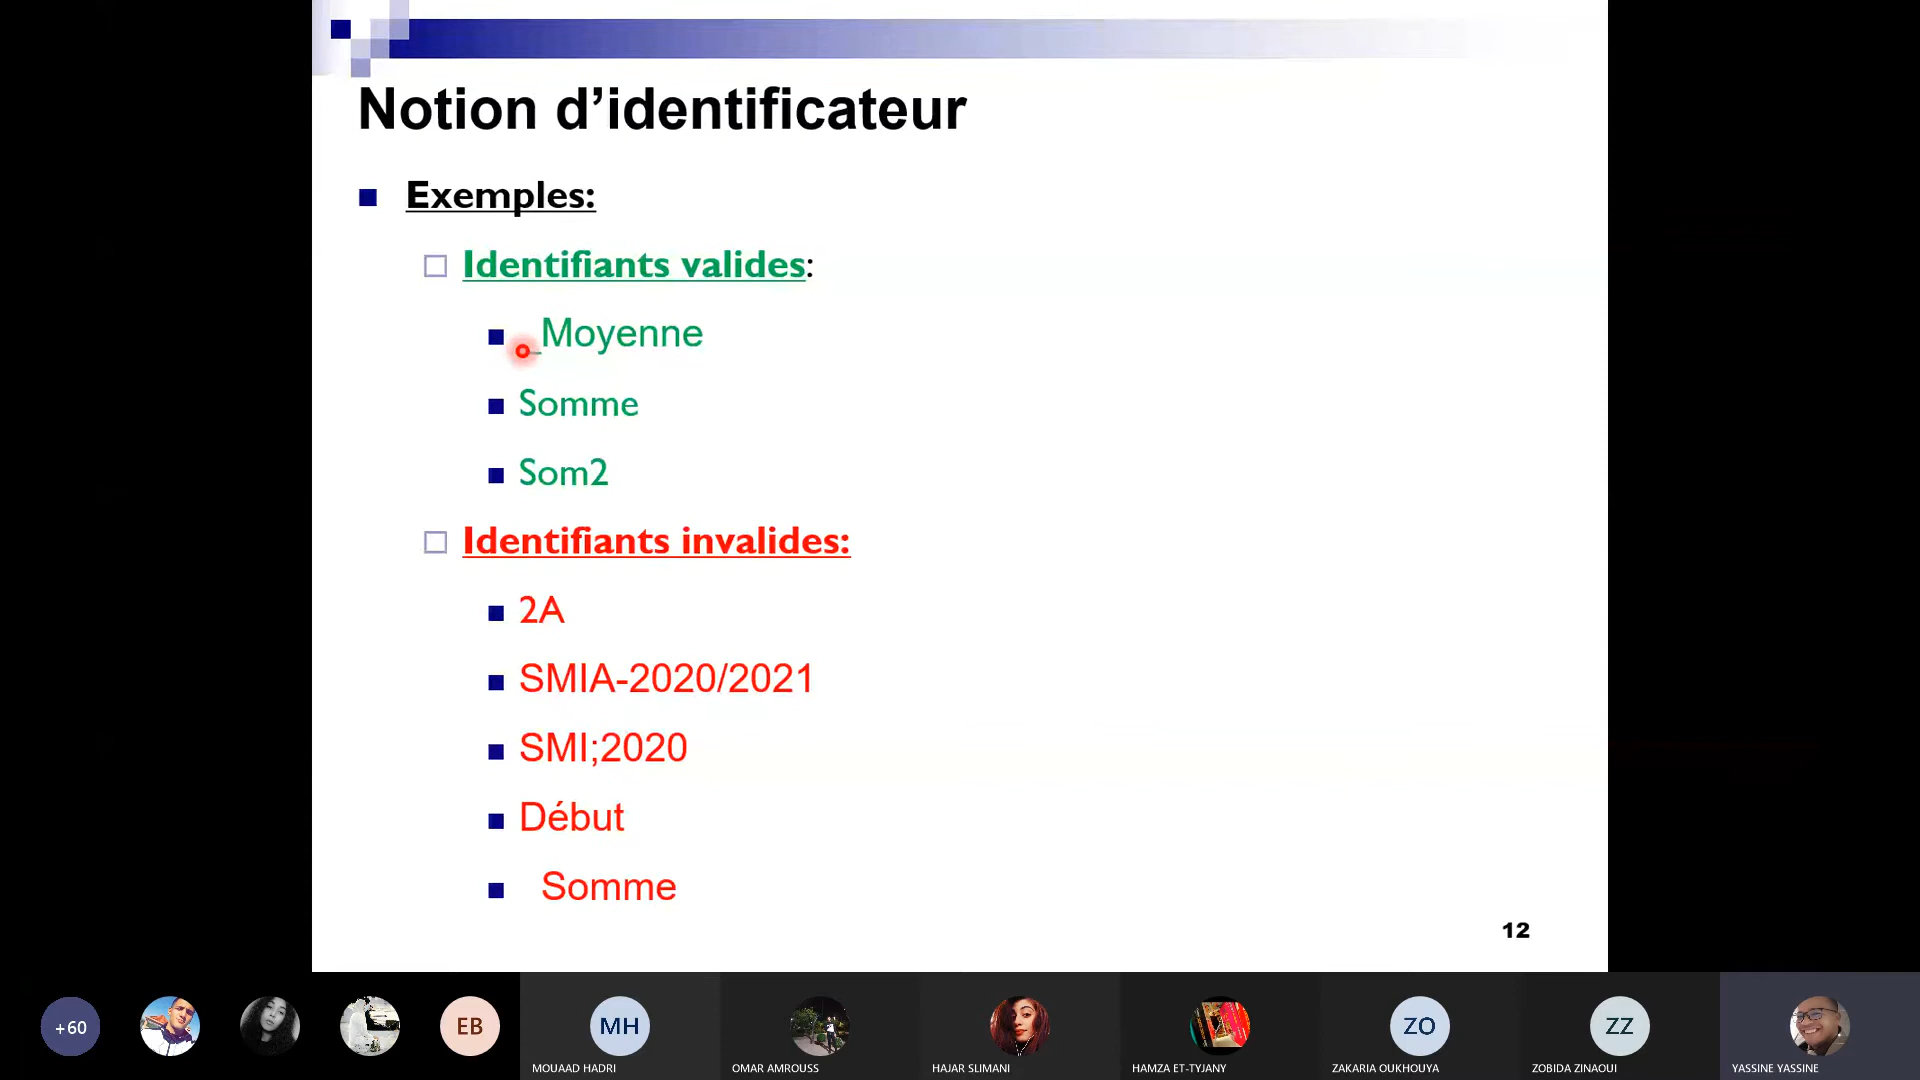 Notion d’identificateur
Exemples:
Identifiants valides:
_Moyenne
Somme
Som2
Identifiants invalides:
2A
SMIA-2020/2021
SMI;2020
Début
Somme
12
+60
EB
MH
ZO
ZZ
MOUAAD HADRI
OMAR AMROUSS
HAJAR SLIMANI
HAMZA ET-TYJANY
ZAKARIA OUKHOUYA
ZOBIDA ZINAOUI
YASSINE YASSINE